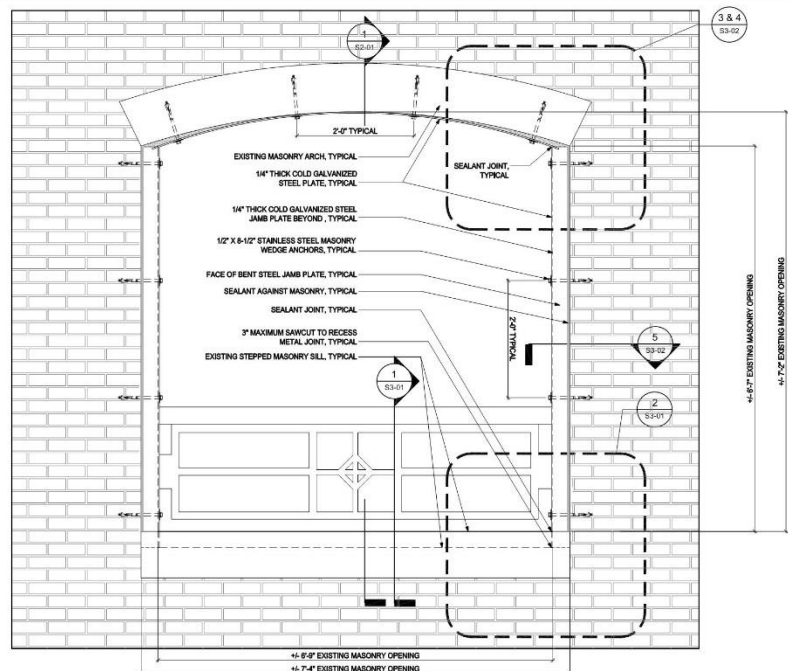 3 & 4
S3-02
1
S2-01
2'-0" TYPICAL
EXISTING MASONRY ARCH, TYPICAL
SEALANT JOINT,
TYPICAL
1/4" THICK COLD GALVANIZED
STEEL PLATE, TYPICAL
1/4" THICK COLD GALVANIZED STEEL
JAMB PLATE BEYOND , TYPICAL
1/2" X 8-1/2" STAINLESS STEEL MASONRY
WEDGE ANCHORS, TYPICAL
FACE OF BENT STEEL JAMB PLATE, TYPICAL
SEALANT AGAINST MASONRY, TYPICAL
SEALANT JOINT, TYPICAL
3" MAXIMUM SAWCUT TO RECESS
METAL JOINT, TYPICAL
EXISTING STEPPED MASONRY SILL, TYPICAL
2'-0" TYPICAL
5
S3-02
1
S3-01
2
S3-01
+/- 6'-7" EXISTING MASONRY OPENING
+/- 7'-2" EXISTING MASONRY OPENING
+/- 6'-9" EXISTING MASONRY OPENING
+/- 7'-4" EXISTING MASONRY OPENING